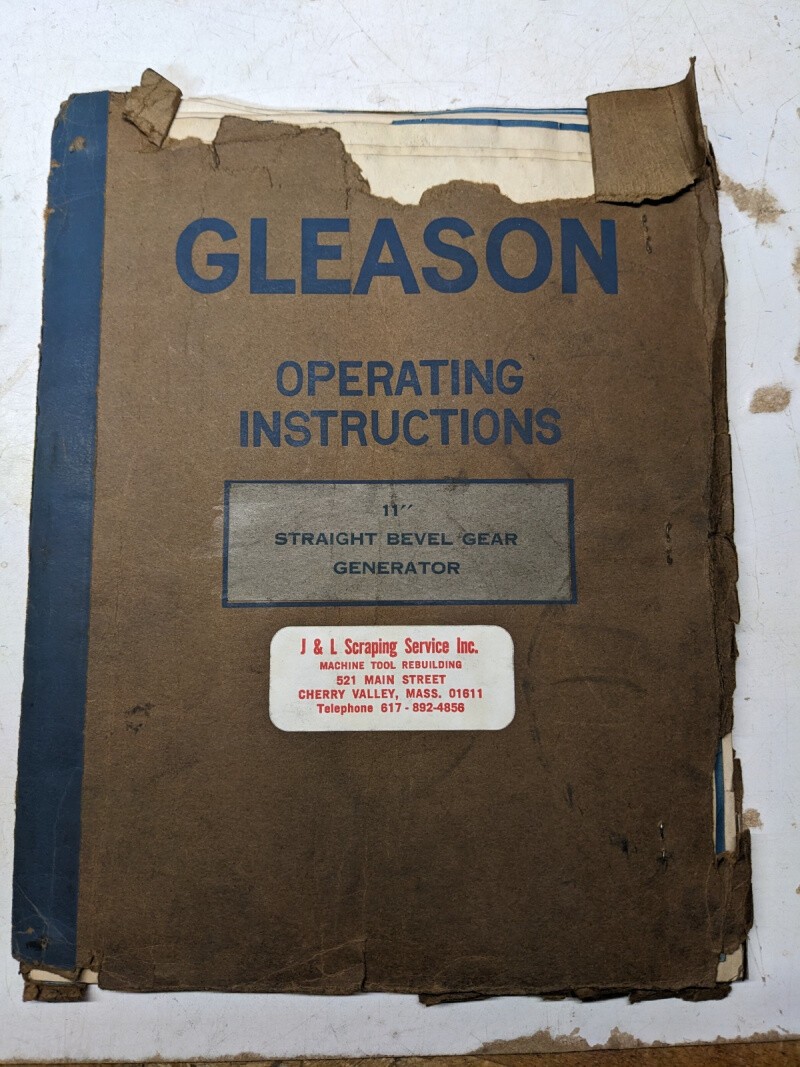 GLEASON
OPERATING
INSTRUCTIONS
11″
STRAIGHT BEVEL GEAR
GENERATOR
J & L Scraping Service Inc.
MACHINE TOOL REBUILDING
521 MAIN STREET
CHERRY VALLEY, MASS. 01611
Telephone 617 - 892-4856